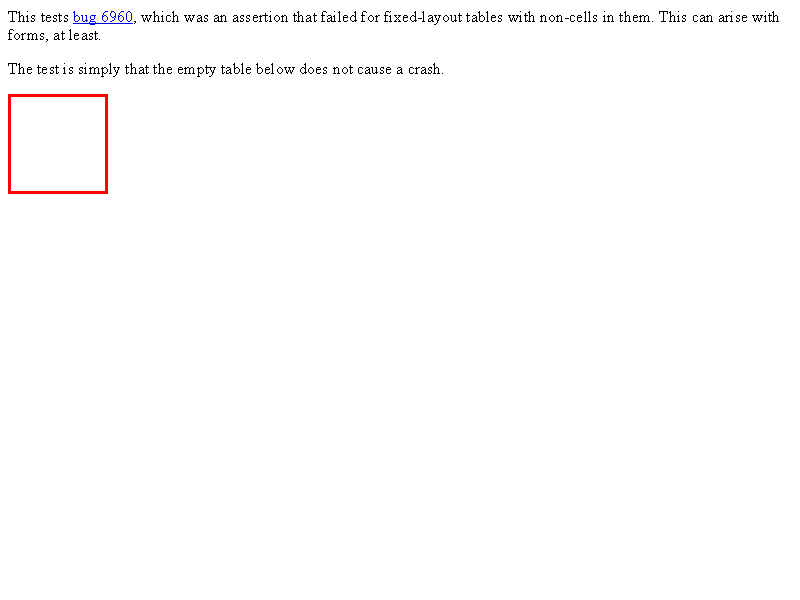 This tests bug 6960, which was an assertion that failed for fixed-layout tables with non-cells in them. This can arise with
forms, at least.
The test is simply that the empty table below does not cause a crash.